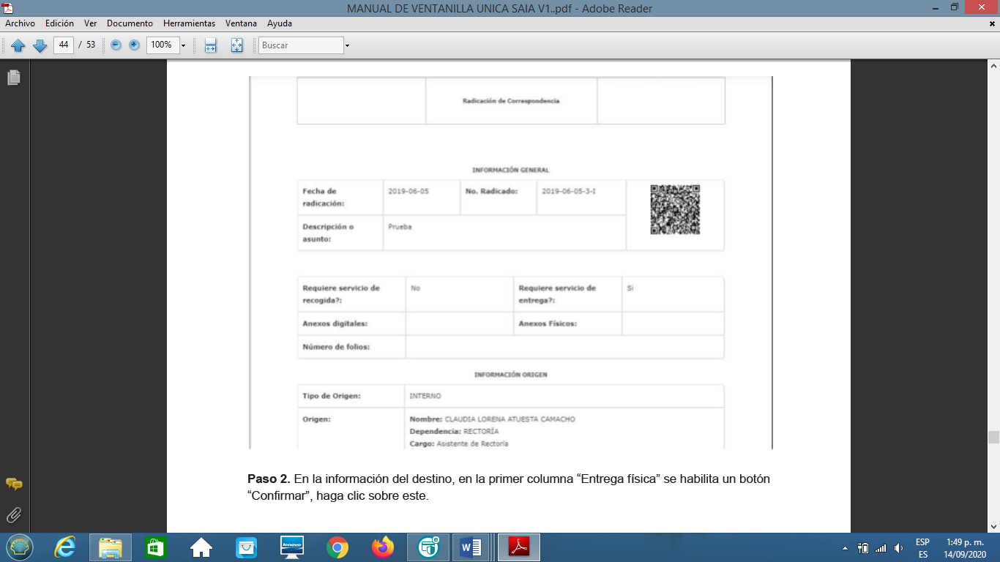 MANUAL DE VENTANILLA UNICA SAIA V1..pdf - Adobe Reader
Archivo Edición Ver Documento Herramientas Ventana Ayuda
44 / 53 100% Buscar
Radicación de Correspondencia
INFORMACIÓN GENERAL
Fecha de radicación: 2019-06-05 No. Radicado: 2019-06-05-3-I
Descripción o asunto: Prueba
Requiere servicio de recogida?: No Requiere servicio de entrega?: Si
Anexos digitales: Anexos Físicos:
Número de folios:
INFORMACIÓN ORIGEN
Tipo de Origen: INTERNO
Origen: Nombre: CLAUDIA LORENA ATUESTA CAMACHO
Dependencia: RECTORÍA
Cargo: Asistente de Rectoría
Paso 2. En la información del destino, en la primer columna “Entrega física” se habilita un botón
“Confirmar”, haga clic sobre este.
lenovo
8
W
ESP 1:49 p. m.
ES 14/09/2020